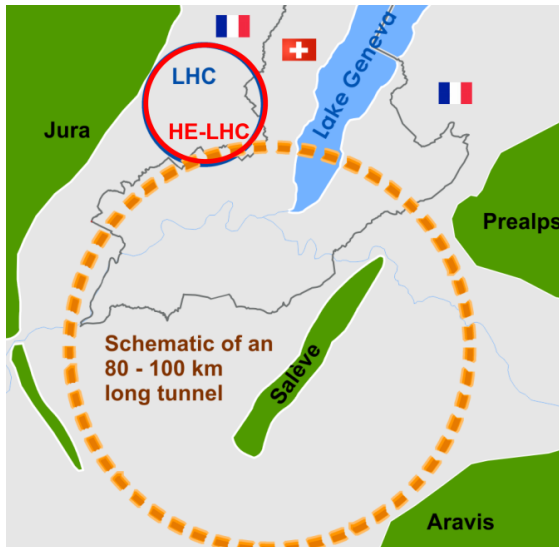 LHC
HE-LHC
Lake Geneva
Jura
Prealps
Schematic of an
80 - 100 km
long tunnel
Salève
Aravis